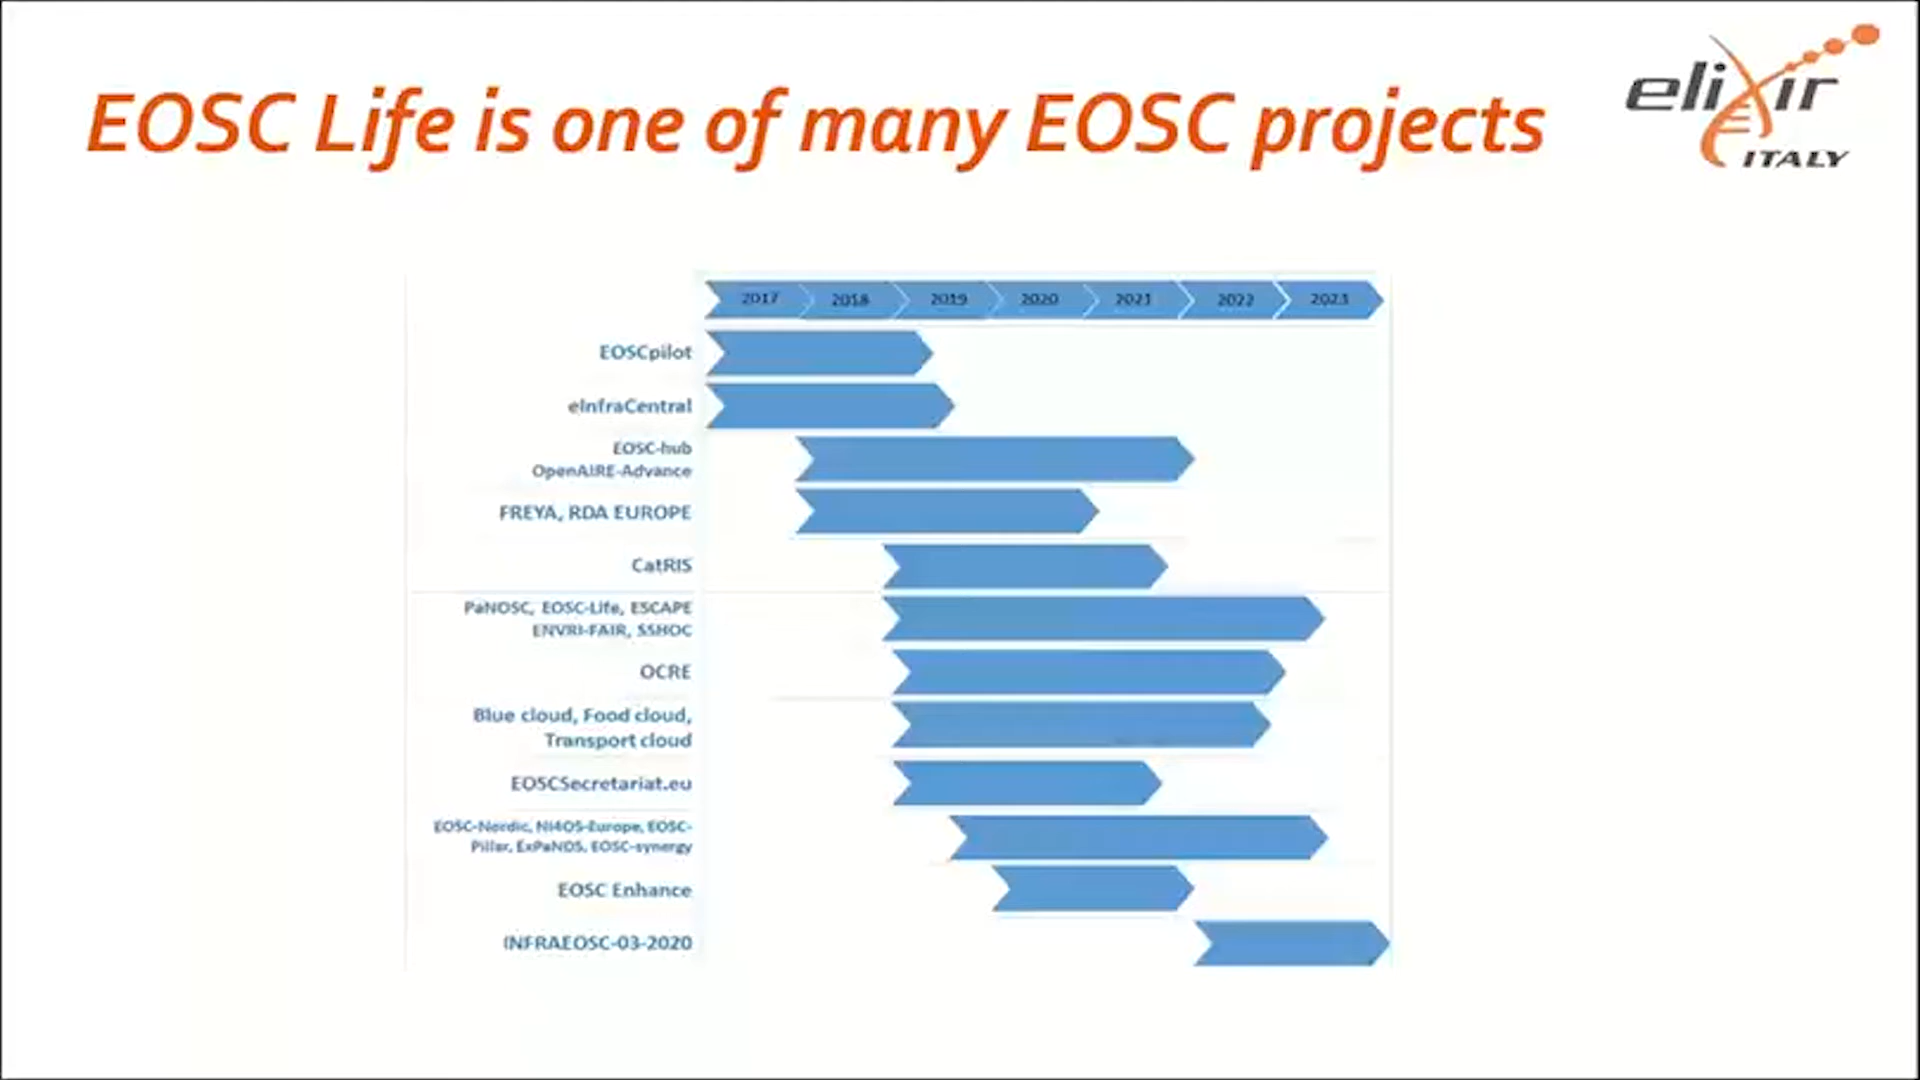 EOSC Life is one of many EOSC projects
elixir
ITALY
2017 2018 2019 2020 2021 2022 2023
EOSCpilot
eInfraCentral
EOSC-hub
OpenAIRE-Advance
FREYA, RDA EUROPE
CatRIS
PaNOSC, EOSC-Life, ESCAPE
ENVRI-FAIR, SSHOC
OCRE
Blue cloud, Food cloud,
Transport cloud
EOSCSecretariat.eu
EOSC-Nordic, NI4OS-Europe, EOSC-
Pillar, ExPaNDS, EOSC-synergy
EOSC Enhance
INFRAEOSC-03-2020